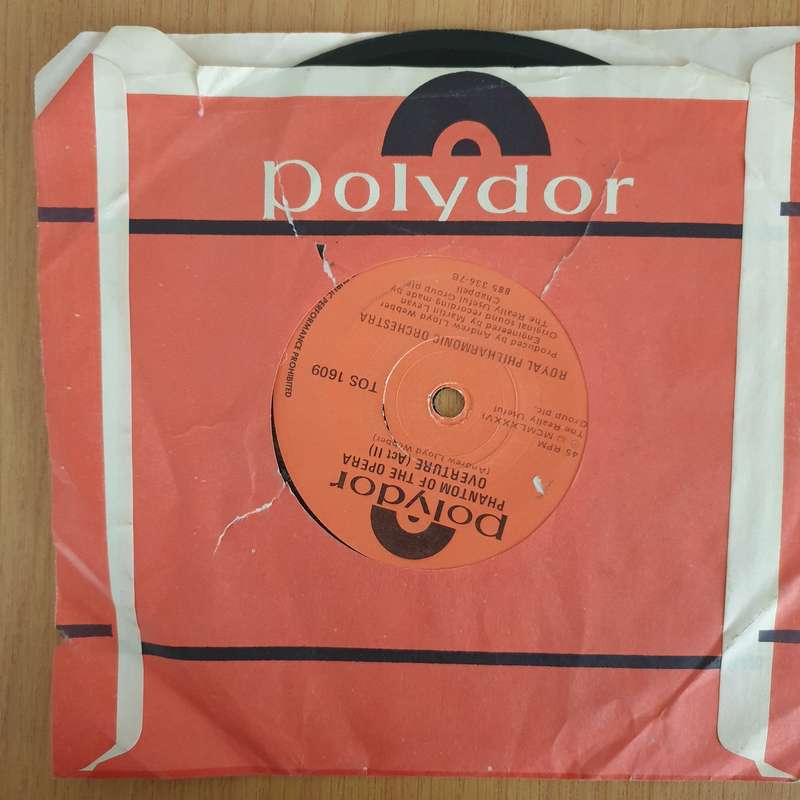 polydor
polydor
PHANTOM OF THE OPERA
OVERTURE (Act II)
(Andrew Lloyd Webber)
45 RPM
MCMLXXXVI
The Really Useful
Group plc.
TOS 1609
ROYAL PHILHARMONIC ORCHESTRA
Produced by Andrew Lloyd Webber
Engineered by Martin Levan
Original sound recording made by
The Really Useful Group plc
Chappell
885 336-7B
PUBLIC PERFORMANCE PROHIBITED